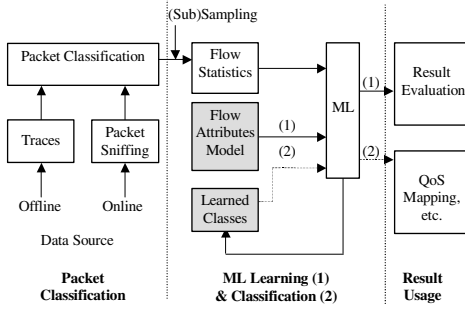 (Sub)Sampling
Packet Classification
Flow
Statistics
ML
(1)
Result
Evaluation
Traces
Packet
Sniffing
Flow
Attributes
Model
(1)
(2)
(2)
QoS
Mapping,
etc.
Learned
Classes
Offline
Online
Data Source
Packet
Classification
ML Learning (1)
& Classification (2)
Result
Usage